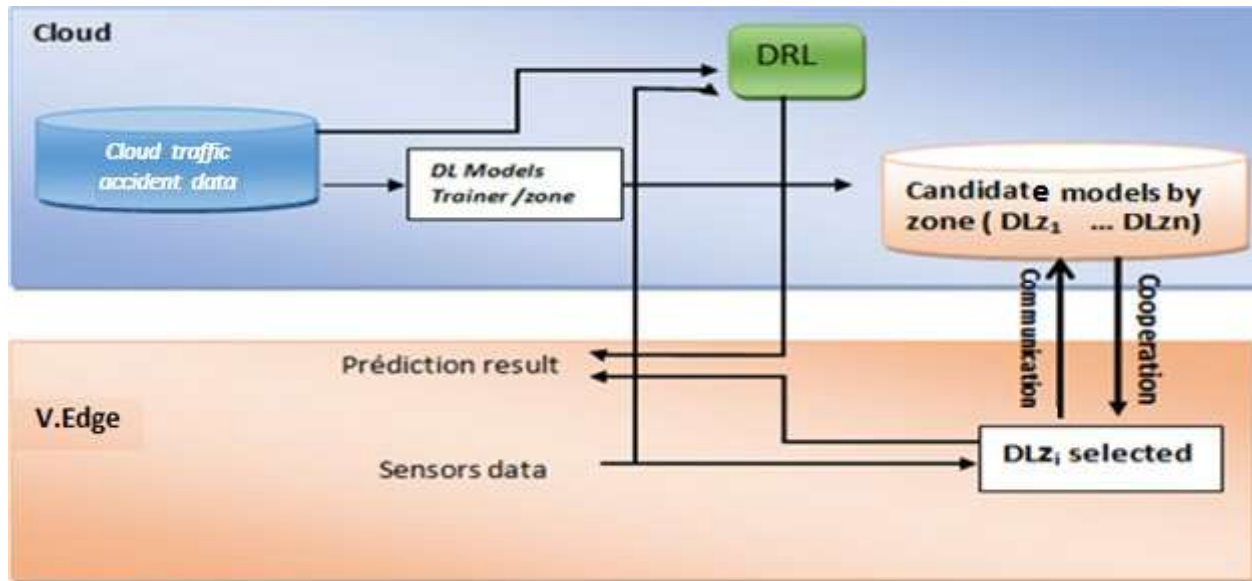 Cloud
DRL
Cloud traffic
accident data
DL Models
Trainer /zone
Candidate models by
zone ( DLz₁ ... DLzn)
Communication
Cooperation
Prédiction result
V.Edge
Sensors data
DLzᵢ selected